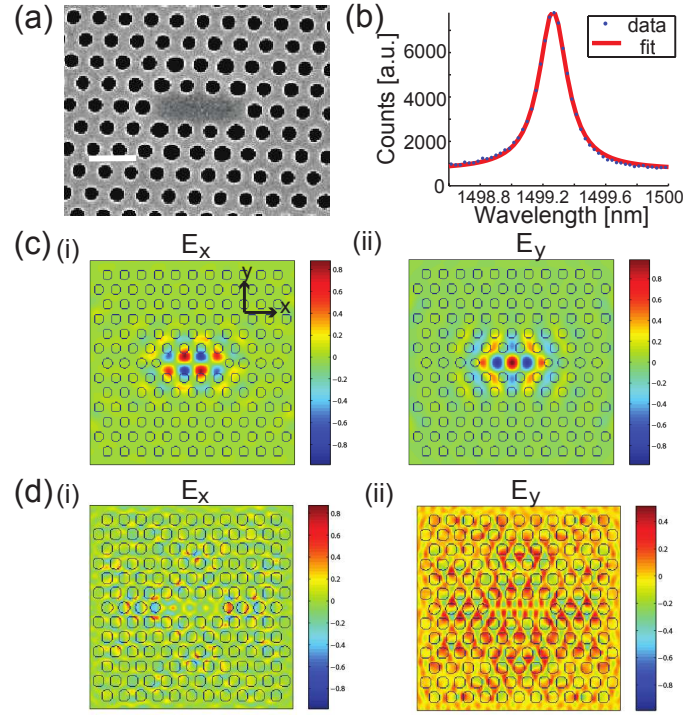 (a)
(b)
data
fit
Counts [a.u.]
6000
4000
2000
0
1498.8
1499.2
1499.6
1500
Wavelength [nm]
(c) (i)
Ex
y
x
0.8
0.6
0.4
0.2
0
−0.2
−0.4
−0.6
−0.8
(ii)
Ey
0.8
0.6
0.4
0.2
0
−0.2
−0.4
−0.6
−0.8
(d) (i)
Ex
0.8
0.6
0.4
0.2
0
−0.2
−0.4
−0.6
−0.8
(ii)
Ey
0.4
0.2
0
−0.2
−0.4
−0.6
−0.8